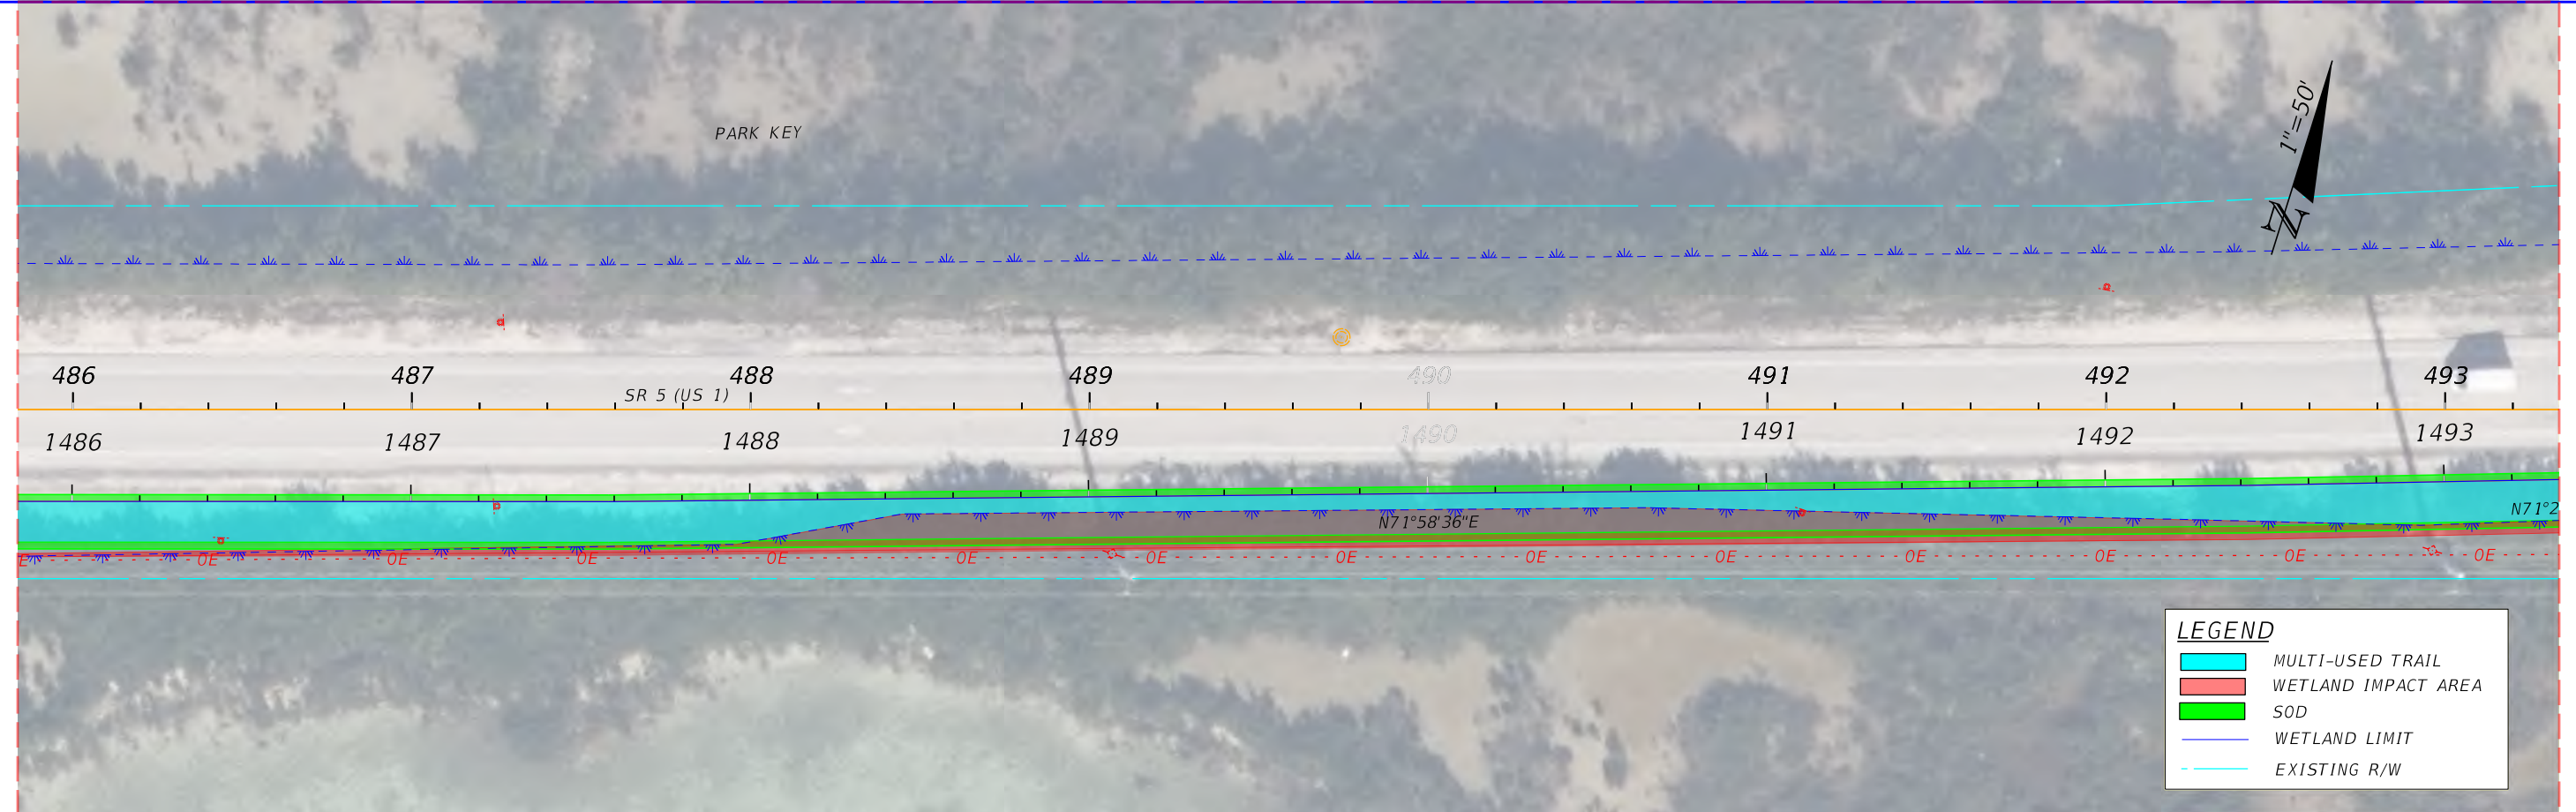 1"=50'
N
PARK KEY
486 487 488 489 490 491 492 493
SR 5 (US 1)
1486 1487 1488 1489 1490 1491 1492 1493
N71°2
N71°58'36"E
E OE OE OE OE OE OE OE OE OE OE OE OE OE
LEGEND
MULTI-USED TRAIL
WETLAND IMPACT AREA
SOD
WETLAND LIMIT
EXISTING R/W